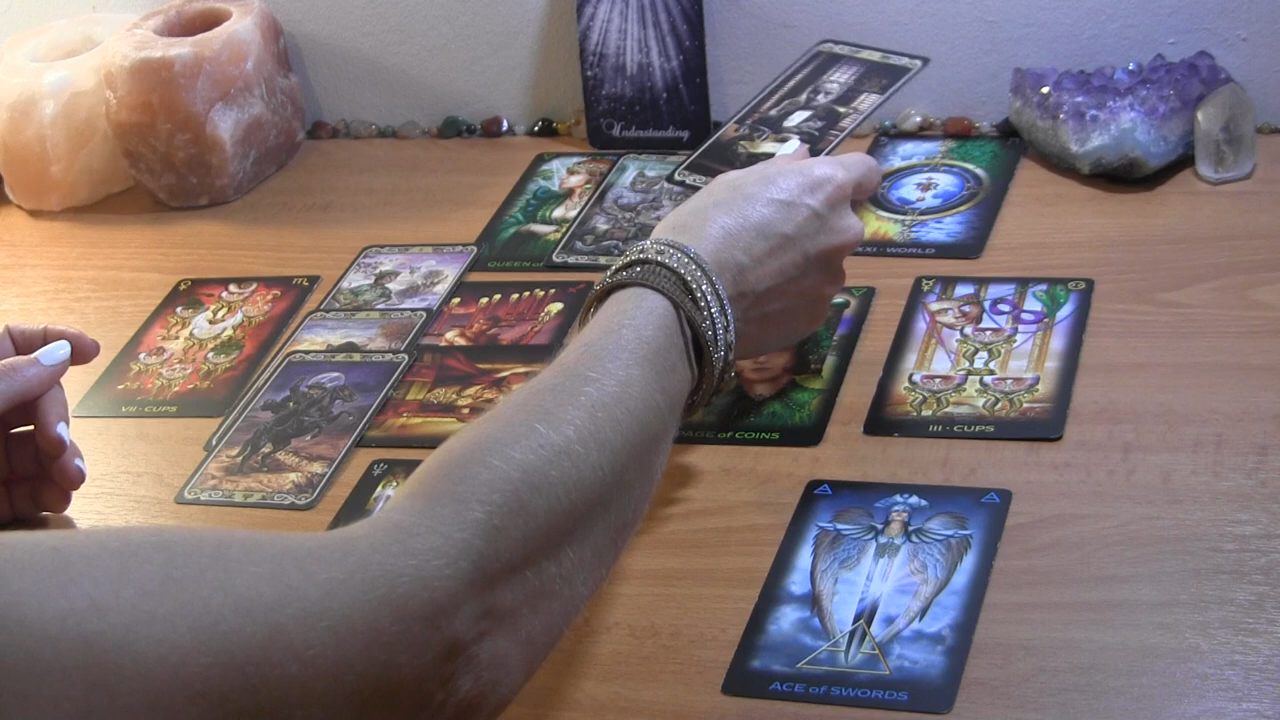 Understanding
QUEEN of
XXI · WORLD
VII · CUPS
PAGE of COINS
III · CUPS
ACE of SWORDS